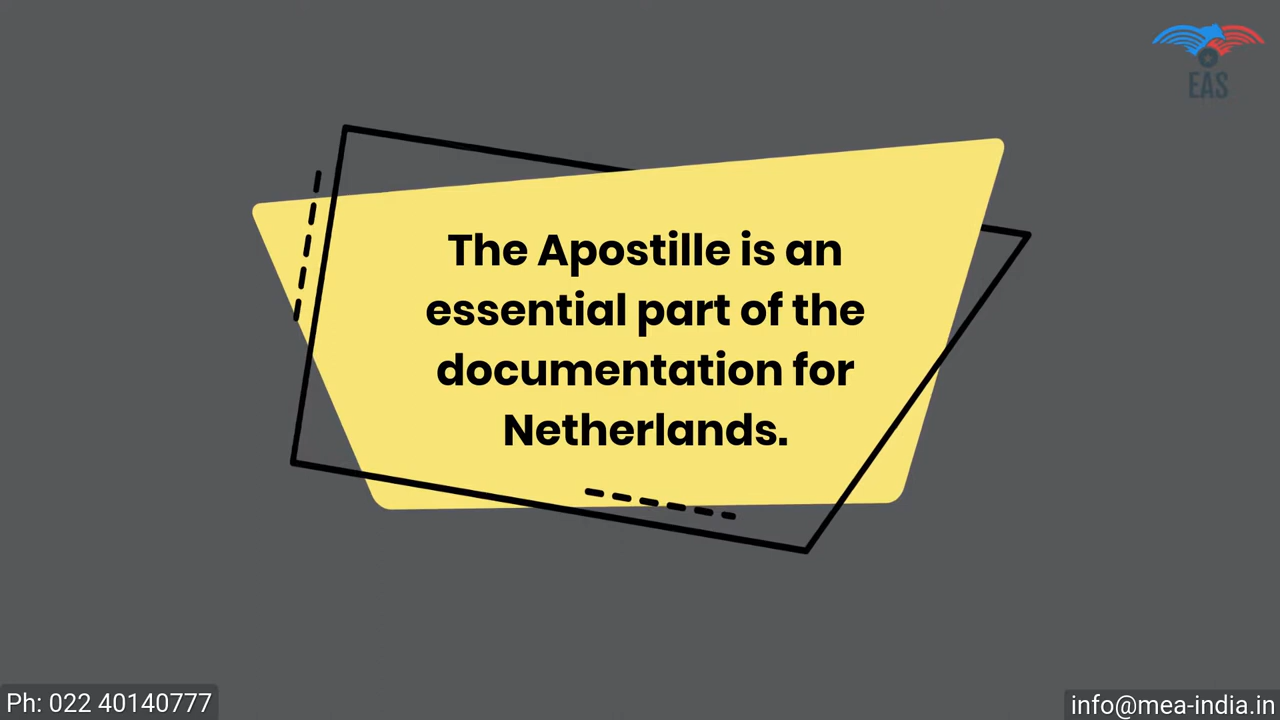 EAS
The Apostille is an
essential part of the
documentation for
Netherlands.
Ph: 022 40140777
info@mea-india.in